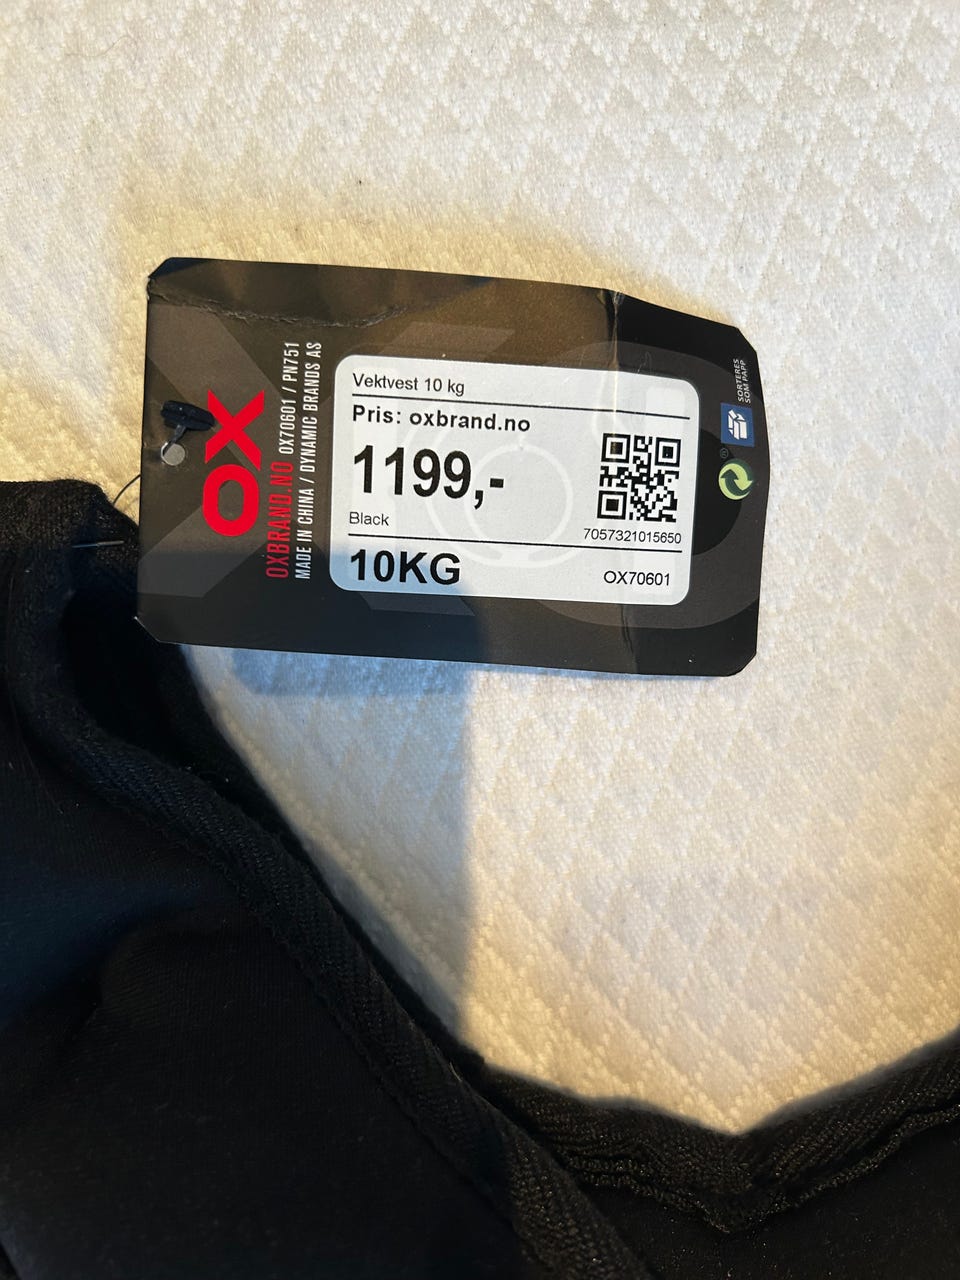 OX
OXBRAND.NO OX70601 / PN751
MADE IN CHINA / DYNAMIC BRANDS AS
Vektvest 10 kg
Pris: oxbrand.no
1199,-
Black
7057321015650
10KG
OX70601
SORTERES
SOM PAPP
®